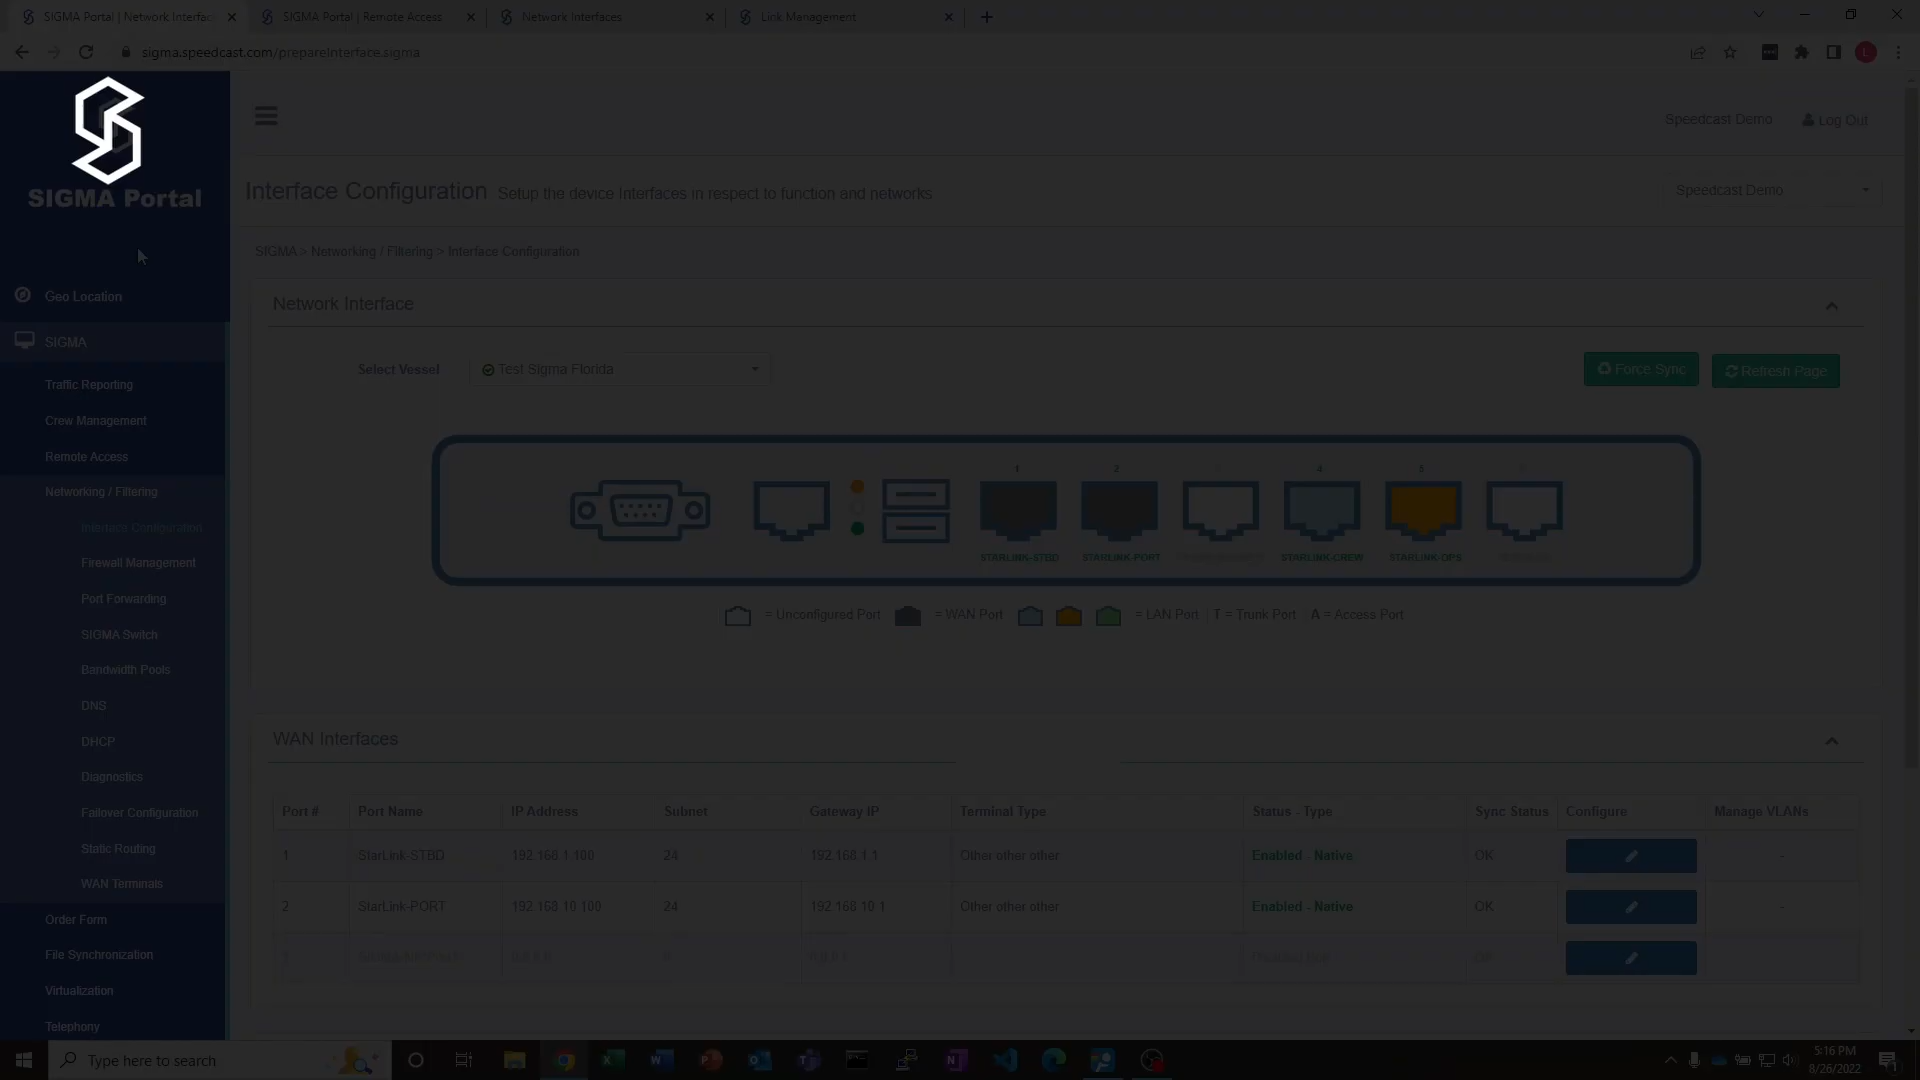 SIGMA Portal | Network Interfac
SIGMA Portal | Remote Access
Network Interfaces
Link Management
sigma.speedcast.com/prepareInterface.sigma
L
SIGMA Portal
Speedcast Demo
Log Out
Interface Configuration Setup the device Interfaces in respect to function and networks
Speedcast Demo
SIGMA > Networking / Filtering > Interface Configuration
Geo Location
SIGMA
Traffic Reporting
Crew Management
Remote Access
Networking / Filtering
Interface Configuration
Firewall Management
Port Forwarding
SIGMA Switch
Bandwidth Pools
DNS
DHCP
Diagnostics
Failover Configuration
Static Routing
WAN Terminals
Order Form
File Synchronization
Virtualization
Telephony
Network Interface
Select Vessel
Test Sigma Florida
Force Sync
Refresh Page
1 2 4 5
STARLINK-STBD STARLINK-PORT STARLINK-CREW STARLINK-OPS
= Unconfigured Port = WAN Port = LAN Port | T = Trunk Port | A = Access Port
WAN Interfaces
Port # Port Name IP Address Subnet Gateway IP Terminal Type Status - Type Sync Status Configure Manage VLANs
1 StarLink-STBD 192.168.1.100 24 192.168.1.1 Other other other Enabled - Native OK -
2 StarLink-PORT 192.168.10.100 24 192.168.10.1 Other other other Enabled - Native OK -
Type here to search
5:16 PM
8/26/2022